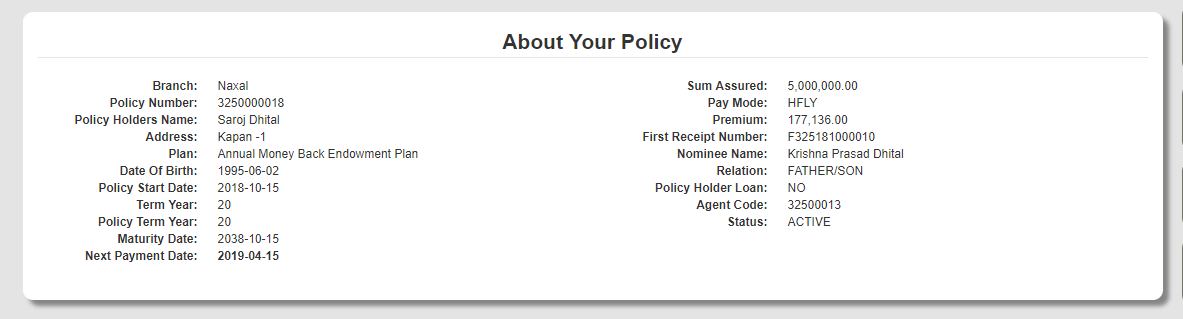 About Your Policy
Branch: Naxal
Policy Number: 3250000018
Policy Holders Name: Saroj Dhital
Address: Kapan -1
Plan: Annual Money Back Endowment Plan
Date Of Birth: 1995-06-02
Policy Start Date: 2018-10-15
Term Year: 20
Policy Term Year: 20
Maturity Date: 2038-10-15
Next Payment Date: 2019-04-15
Sum Assured: 5,000,000.00
Pay Mode: HFLY
Premium: 177,136.00
First Receipt Number: F325181000010
Nominee Name: Krishna Prasad Dhital
Relation: FATHER/SON
Policy Holder Loan: NO
Agent Code: 32500013
Status: ACTIVE